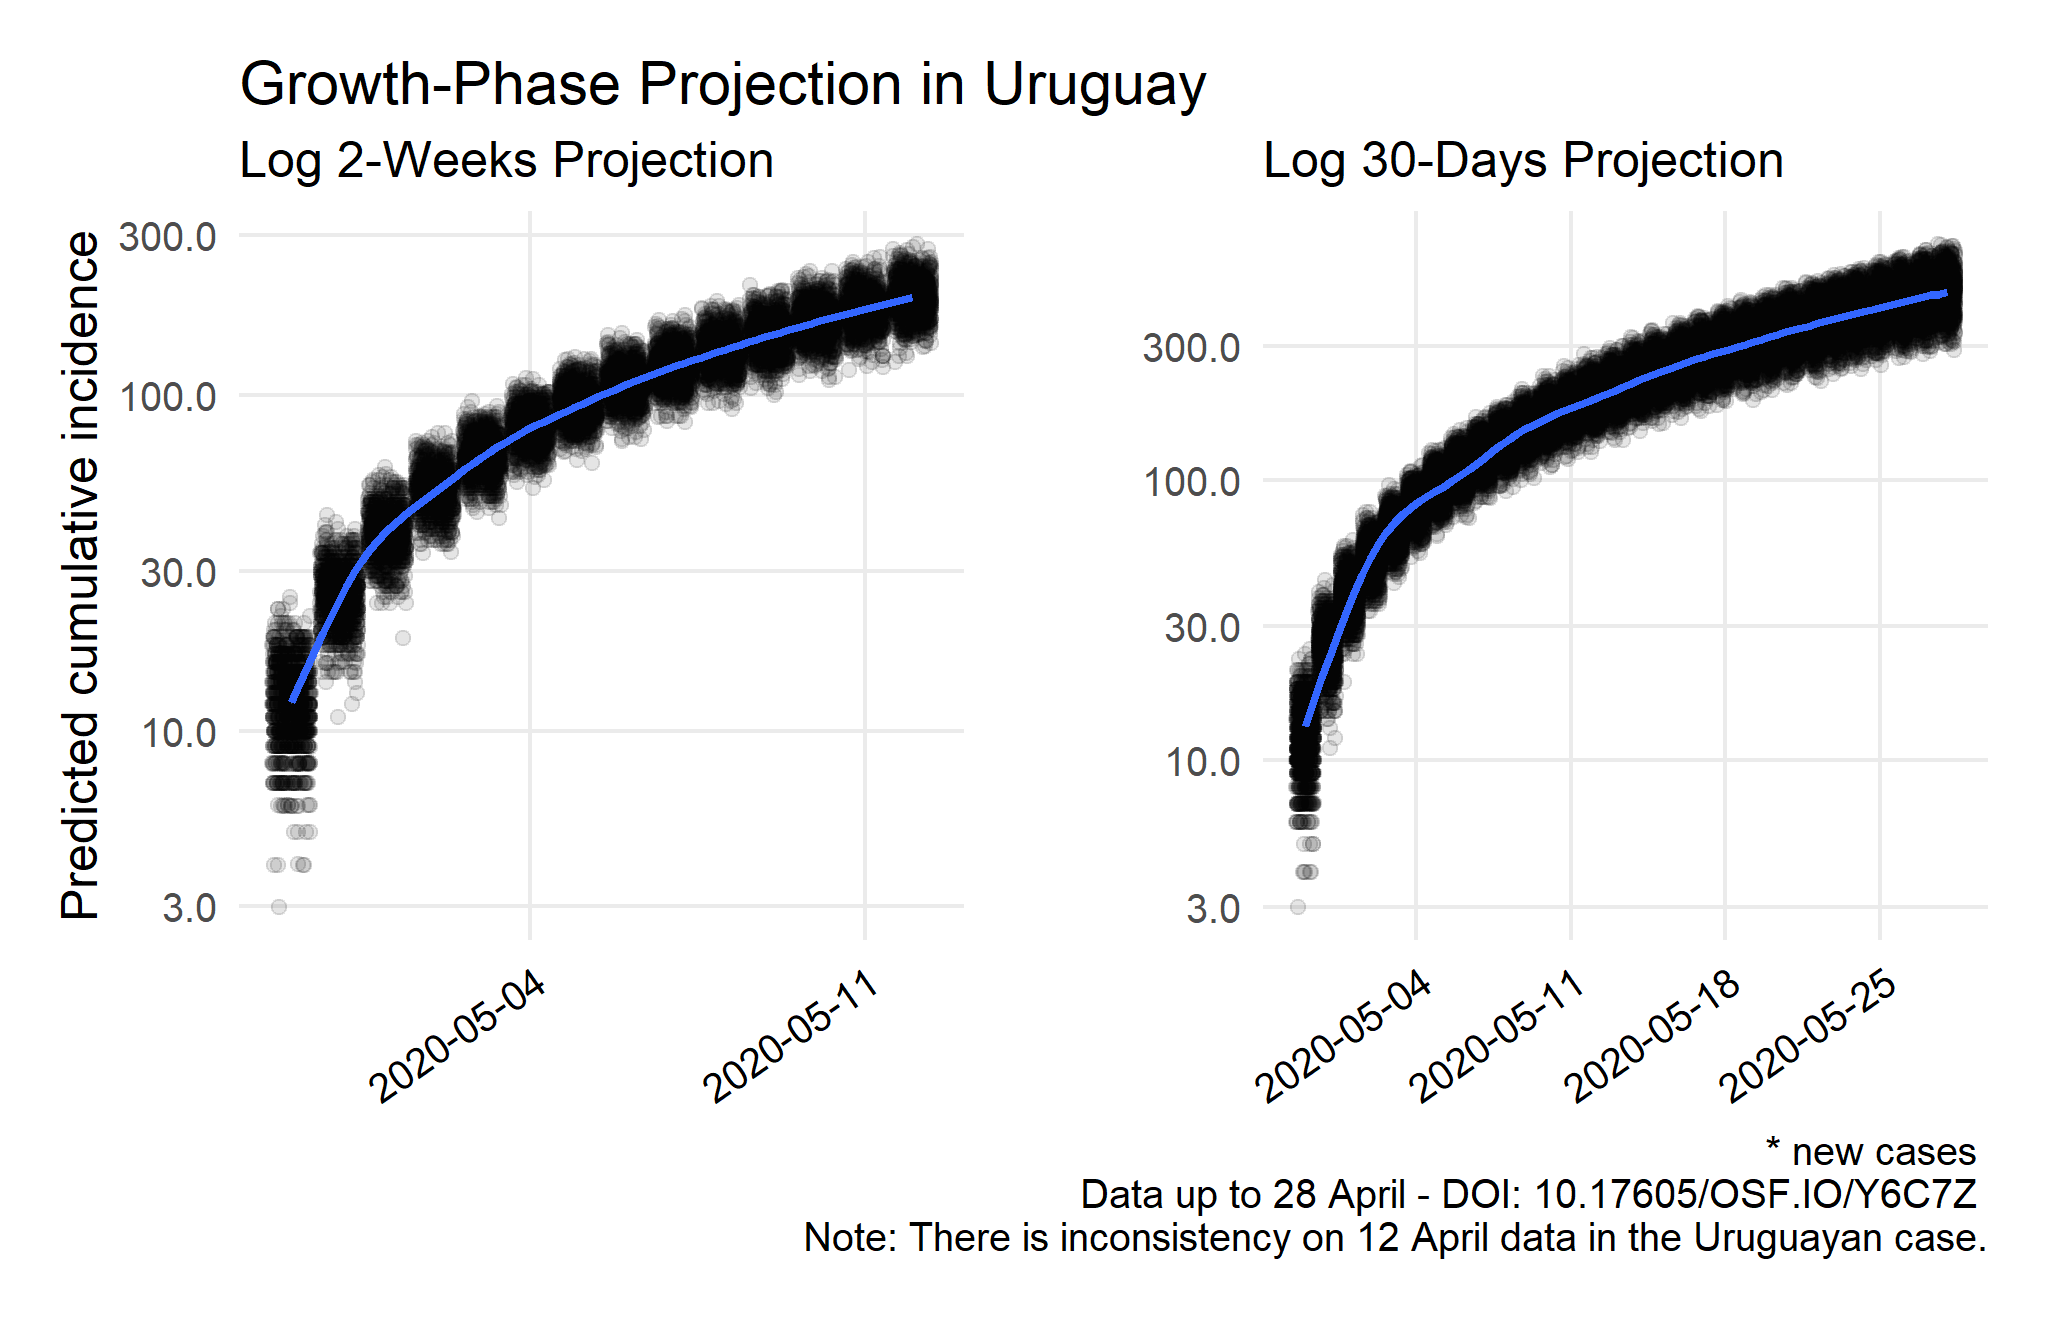 Growth-Phase Projection in Uruguay
Log 2-Weeks Projection
Predicted cumulative incidence
300.0
100.0
30.0
10.0
3.0
2020-05-04
2020-05-11
Log 30-Days Projection
300.0
100.0
30.0
10.0
3.0
2020-05-04
2020-05-11
2020-05-18
2020-05-25
* new cases
Data up to 28 April - DOI: 10.17605/OSF.IO/Y6C7Z
Note: There is inconsistency on 12 April data in the Uruguayan case.